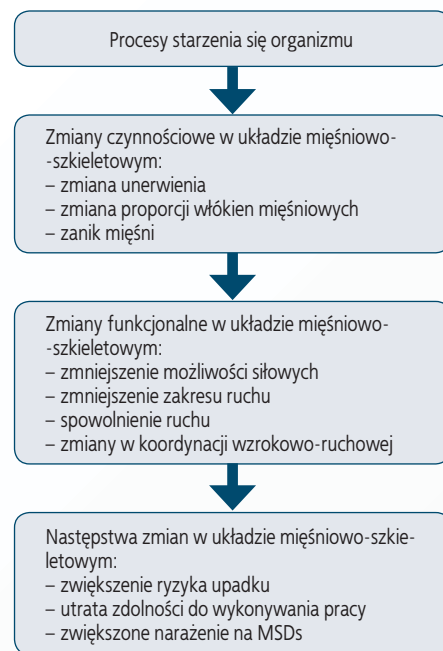 Procesy starzenia się organizmu
Zmiany czynnościowe w układzie mięśniowo-
-szkieletowym:
– zmiana unerwienia
– zmiana proporcji włókien mięśniowych
– zanik mięśni
Zmiany funkcjonalne w układzie mięśniowo-
-szkieletowym:
– zmniejszenie możliwości siłowych
– zmniejszenie zakresu ruchu
– spowolnienie ruchu
– zmiany w koordynacji wzrokowo-ruchowej
Następstwa zmian w układzie mięśniowo-szkie-
letowym:
– zwiększenie ryzyka upadku
– utrata zdolności do wykonywania pracy
– zwiększone narażenie na MSDs